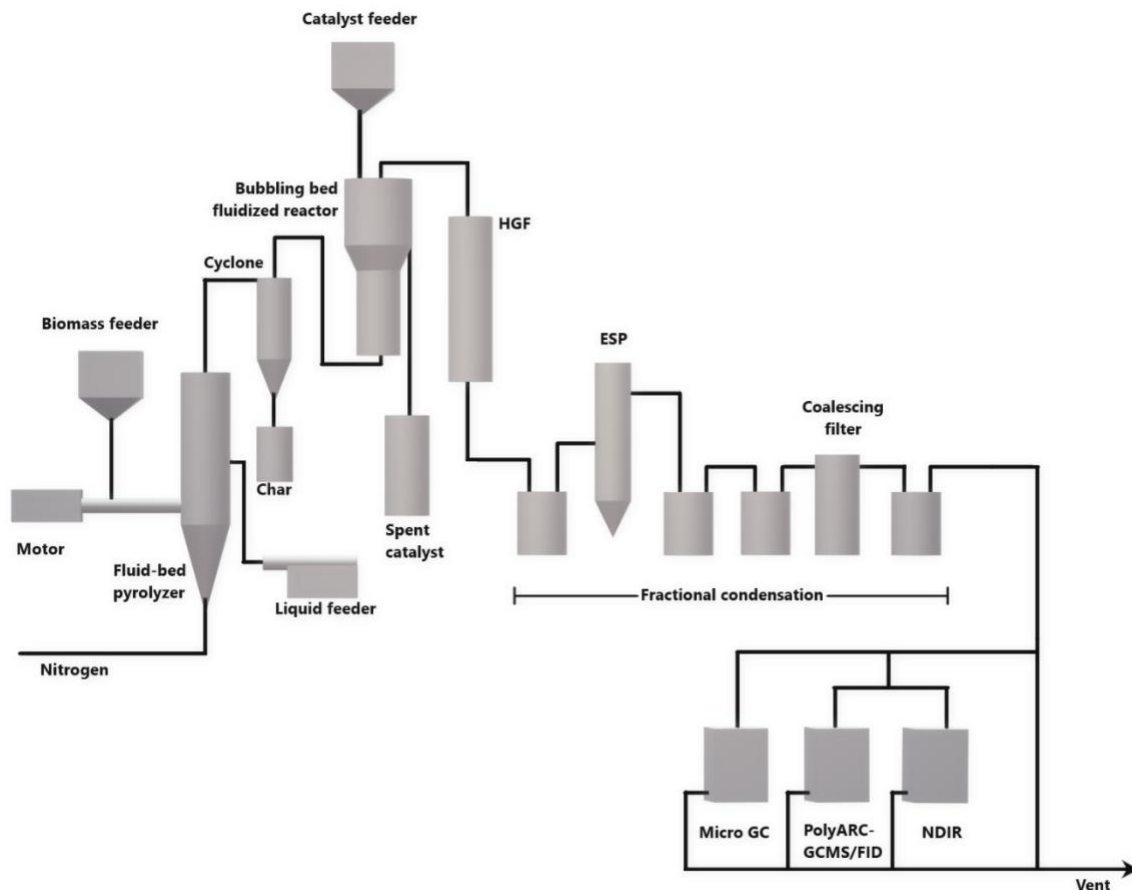 Catalyst feeder
Bubbling bed
fluidized reactor
HGF
Cyclone
Biomass feeder
ESP
Coalescing
filter
Char
Motor
Spent
catalyst
Fluid-bed
pyrolyzer
Liquid feeder
Fractional condensation
Nitrogen
Micro GC
PolyARC-
GCMS/FID
NDIR
Vent